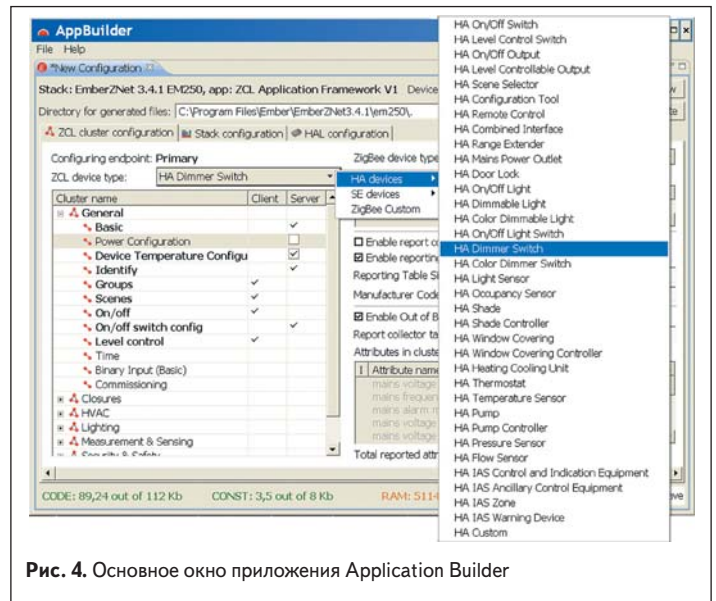 AppBuilder
File Help
*New Configuration
Stack: EmberZNet 3.4.1 EM250, app: ZCL Application Framework V1 Device
Directory for generated files: C:\Program Files\Ember\EmberZNet3.4.1\em250\.
ZCL cluster configuration Stack configuration HAL configuration
Configuring endpoint: Primary
ZigBee device type
ZCL device type: HA Dimmer Switch
HA devices
SE devices
ZigBee Custom
Cluster name Client Server
General
Basic
Power Configuration
Device Temperature Configu
Identify
Groups
Scenes
On/off
On/off switch config
Level control
Time
Binary Input (Basic)
Commissioning
Closures
HVAC
Lighting
Measurement & Sensing
Security & Safety
Enable report co
Enable reporting
Reporting Table Si
Manufacturer Code
Enable Out of B
Report collector ta
Attributes in cluste
I Attribute name
mains voltage
mains frequen
mains alarm m
mains voltage
mains voltage
Total reported attr
CODE: 89,24 out of 112 Kb CONST: 3,5 out of 8 Kb RAM: 5114
HA On/Off Switch
HA Level Control Switch
HA On/Off Output
HA Level Controllable Output
HA Scene Selector
HA Configuration Tool
HA Remote Control
HA Combined Interface
HA Range Extender
HA Mains Power Outlet
HA Door Lock
HA On/Off Light
HA Dimmable Light
HA Color Dimmable Light
HA On/Off Light Switch
HA Dimmer Switch
HA Color Dimmer Switch
HA Light Sensor
HA Occupancy Sensor
HA Shade
HA Shade Controller
HA Window Covering
HA Window Covering Controller
HA Heating Cooling Unit
HA Thermostat
HA Temperature Sensor
HA Pump
HA Pump Controller
HA Pressure Sensor
HA Flow Sensor
HA IAS Control and Indication Equipment
HA IAS Ancillary Control Equipment
HA IAS Zone
HA IAS Warning Device
HA Custom
Рис. 4. Основное окно приложения Application Builder